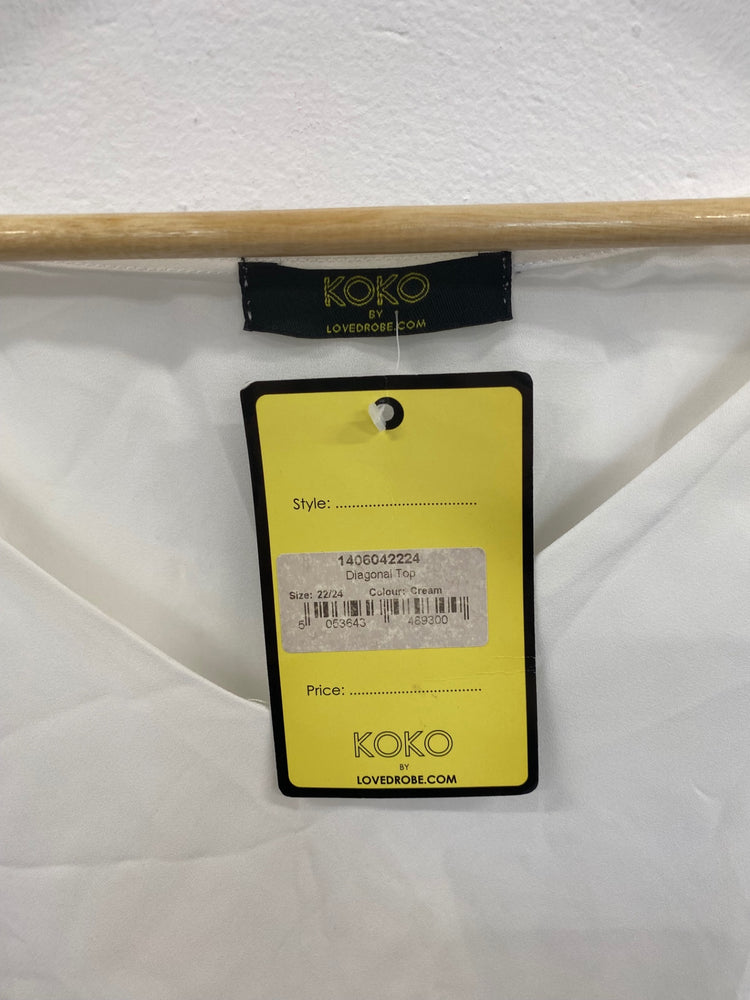 KOKO
BY
LOVEDROBE.COM
Style: ..................................
1406042224
Diagonal Top
Size: 22/24 Colour: Cream
5 053643 469300
Price: ................................
KOKO
BY
LOVEDROBE.COM